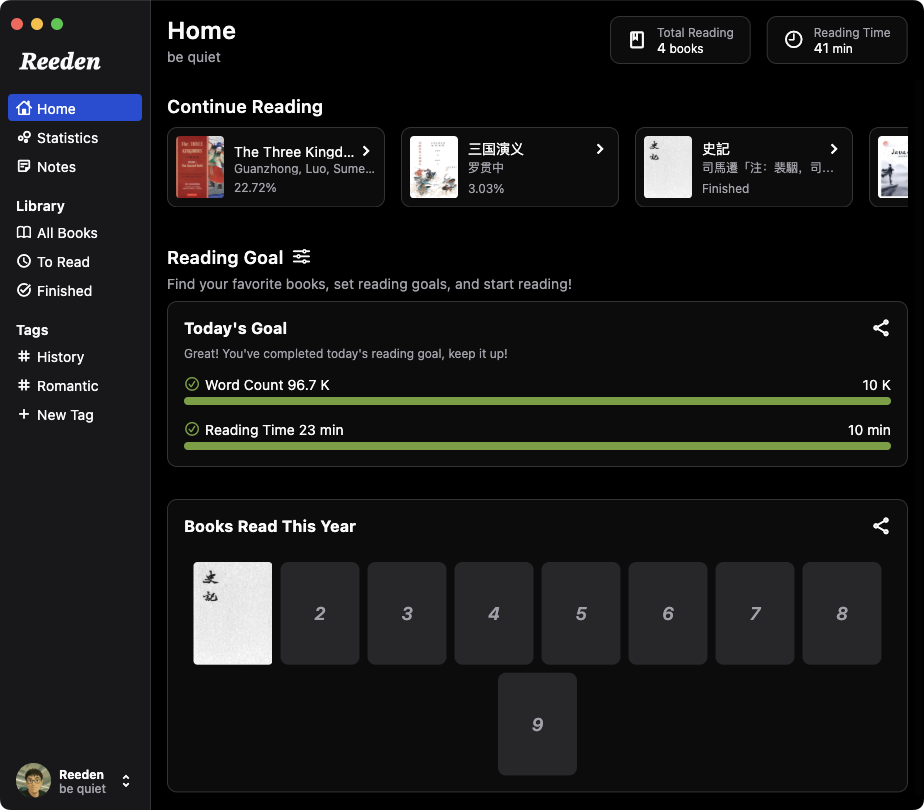 Reeden
Home
Statistics
Notes
Library
All Books
To Read
Finished
Tags
# History
# Romantic
+ New Tag
Reeden
be quiet
Home
be quiet
Total Reading
4 books
Reading Time
41 min
Continue Reading
The Three Kingd...
Guanzhong, Luo, Sume...
22.72%
三国演义
罗贯中
3.03%
史記
史記
司馬遷「注：裴駰，司...
Finished
Reading Goal
Find your favorite books, set reading goals, and start reading!
Today's Goal
Great! You've completed today's reading goal, keep it up!
Word Count 96.7 K
10 K
Reading Time 23 min
10 min
Books Read This Year
史記
2
3
4
5
6
7
8
9